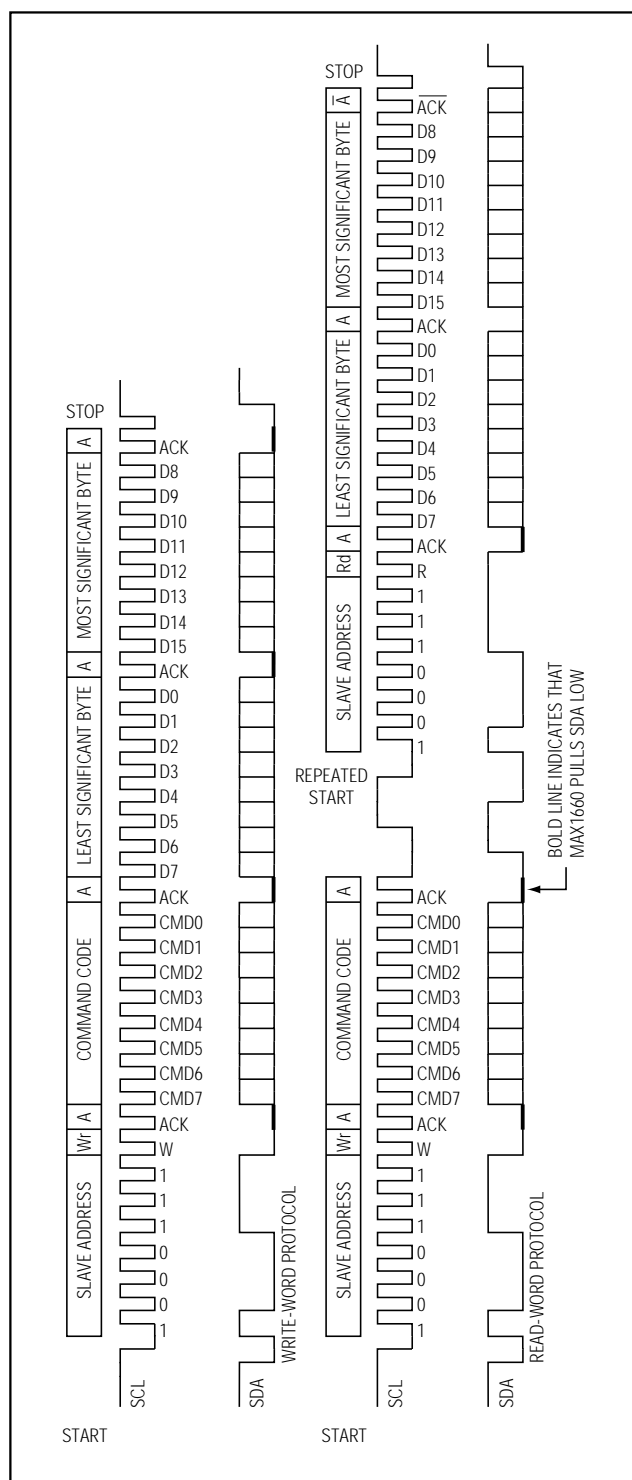 START
SLAVE ADDRESS Wr A COMMAND CODE A LEAST SIGNIFICANT BYTE A MOST SIGNIFICANT BYTE A
STOP
SCL
1 0 0 0 1 1 1 W ACK CMD7 CMD6 CMD5 CMD4 CMD3 CMD2 CMD1 CMD0 ACK D7 D6 D5 D4 D3 D2 D1 D0 ACK D15 D14 D13 D12 D11 D10 D9 D8 ACK
SDA
WRITE-WORD PROTOCOL
START
SLAVE ADDRESS Wr A COMMAND CODE A
REPEATED
START
SLAVE ADDRESS Rd A LEAST SIGNIFICANT BYTE A MOST SIGNIFICANT BYTE A̅
STOP
SCL
1 0 0 0 1 1 1 W ACK CMD7 CMD6 CMD5 CMD4 CMD3 CMD2 CMD1 CMD0 ACK 1 0 0 0 1 1 1 R ACK D7 D6 D5 D4 D3 D2 D1 D0 ACK D15 D14 D13 D12 D11 D10 D9 D8 A̅C̅K̅
SDA
READ-WORD PROTOCOL
BOLD LINE INDICATES THAT
MAX1660 PULLS SDA LOW